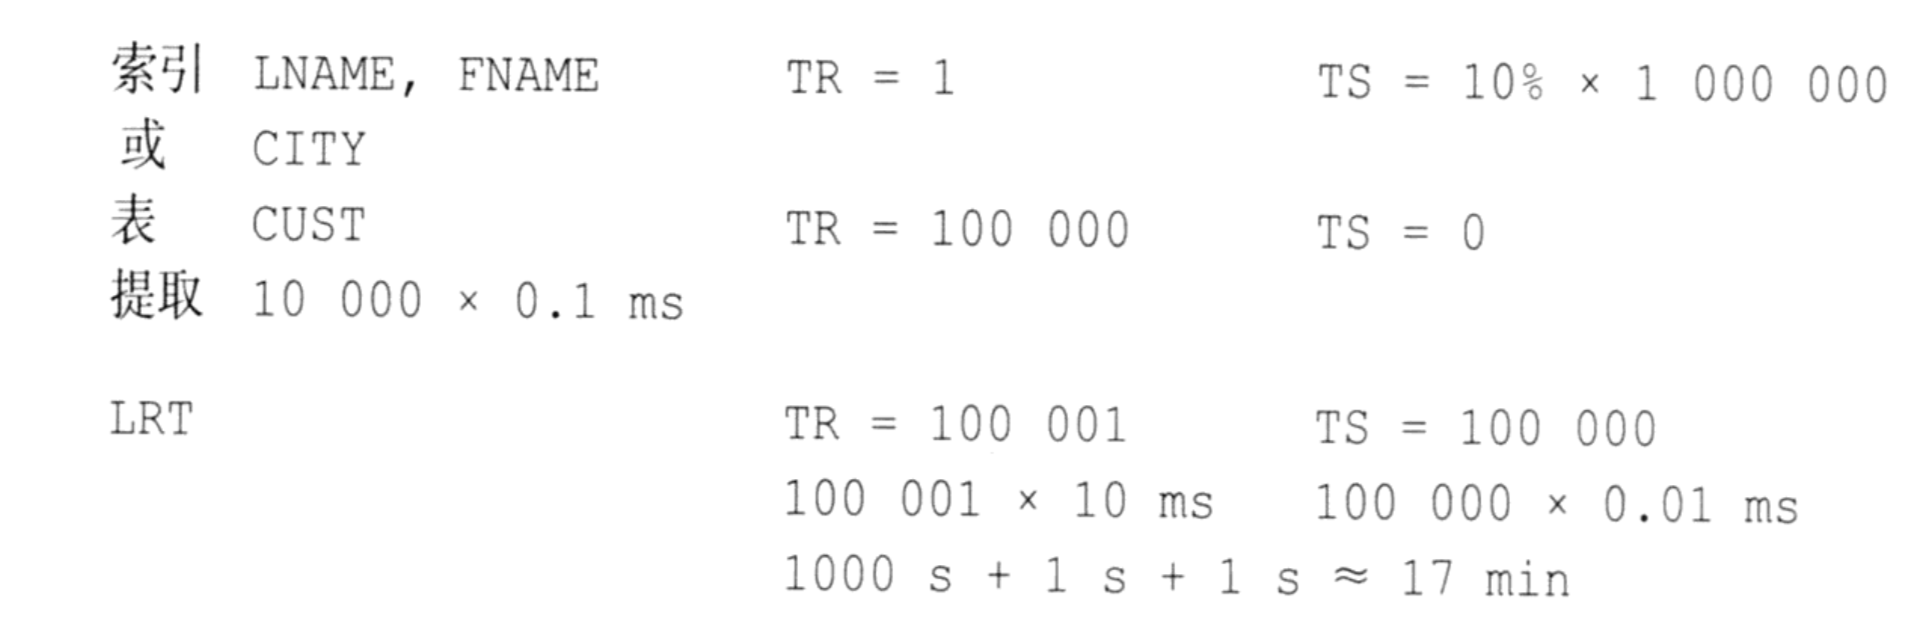 索引 LNAME, FNAME TR = 1 TS = 10% × 1 000 000
或 CITY
表 CUST TR = 100 000 TS = 0
提取 10 000 × 0.1 ms
LRT TR = 100 001 TS = 100 000
100 001 × 10 ms 100 000 × 0.01 ms
1000 s + 1 s + 1 s ≈ 17 min